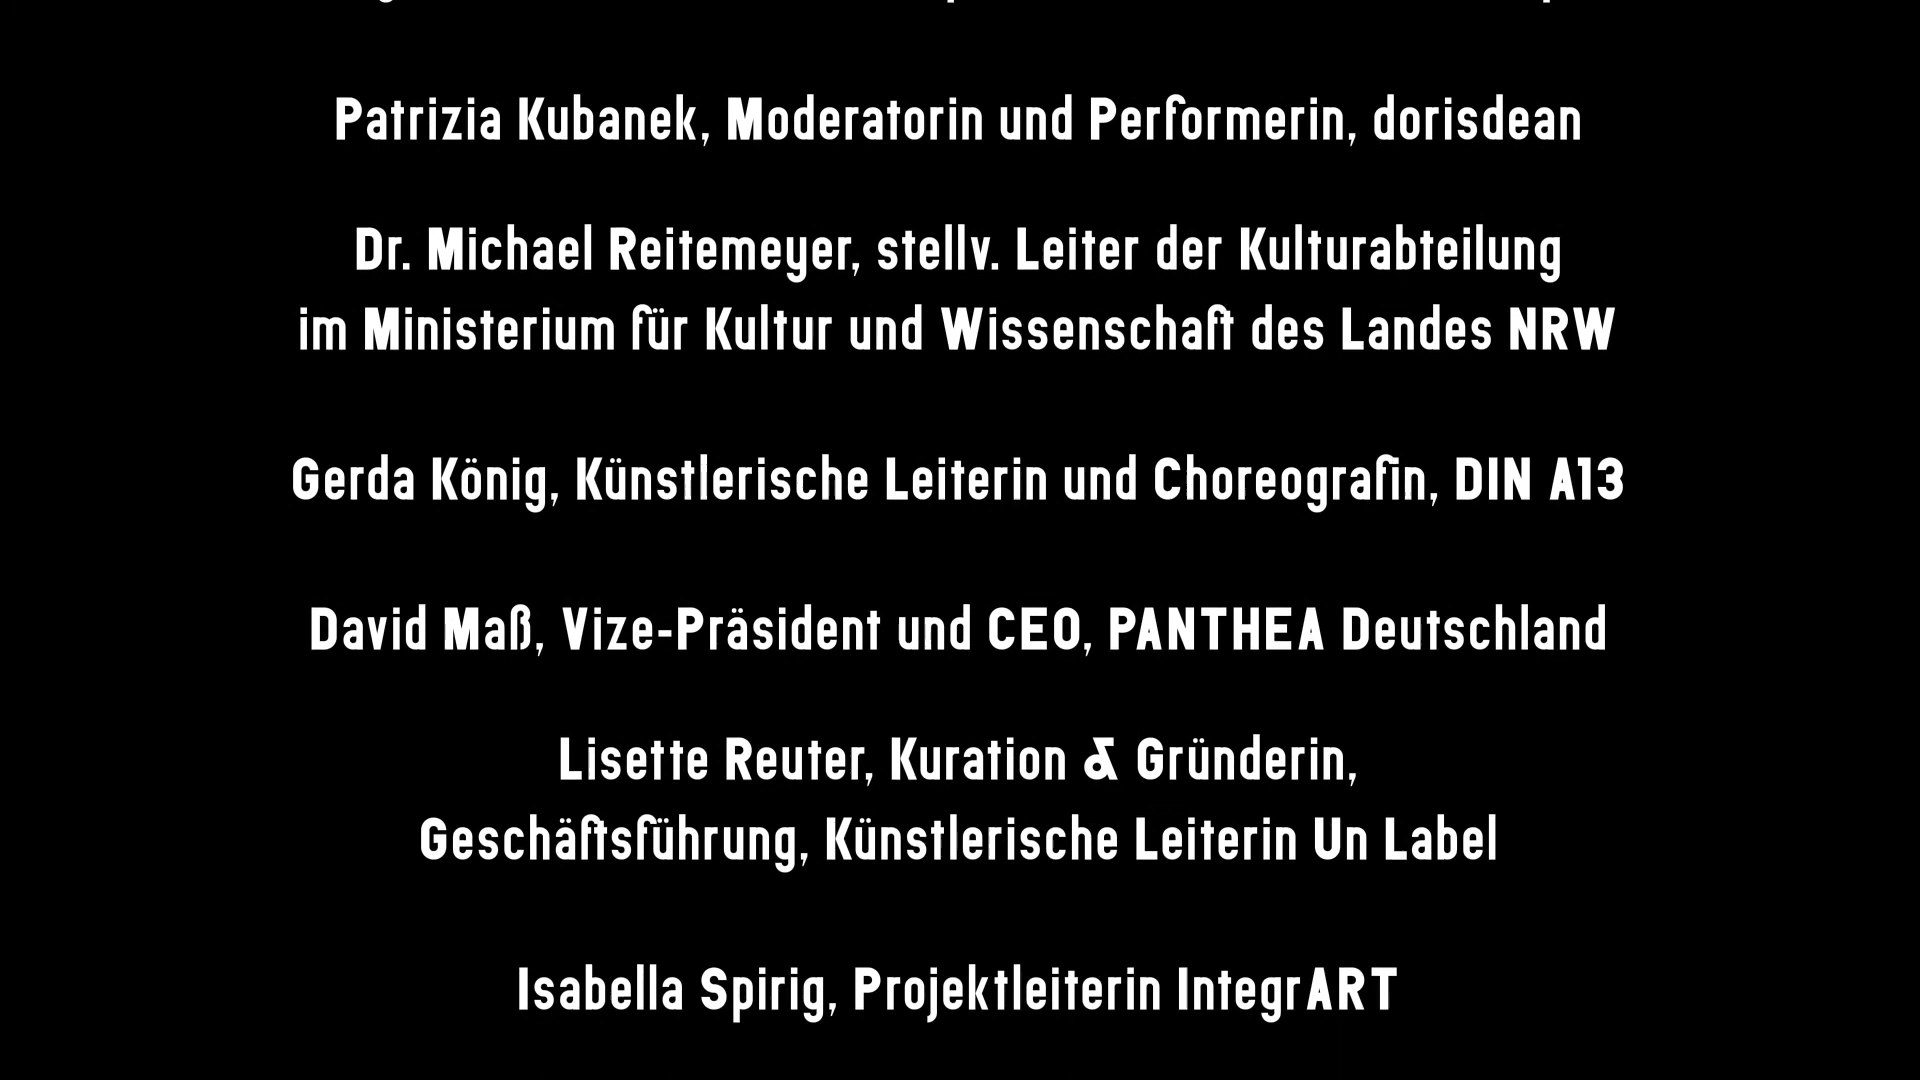 Patrizia Kubanek, Moderatorin und Performerin, dorisdean
Dr. Michael Reitemeyer, stellv. Leiter der Kulturabteilung
im Ministerium für Kultur und Wissenschaft des Landes NRW
Gerda König, Künstlerische Leiterin und Choreografin, DIN A13
David Maß, Vize-Präsident und CEO, PANTHEA Deutschland
Lisette Reuter, Kuration & Gründerin,
Geschäftsführung, Künstlerische Leiterin Un Label
Isabella Spirig, Projektleiterin IntegrART